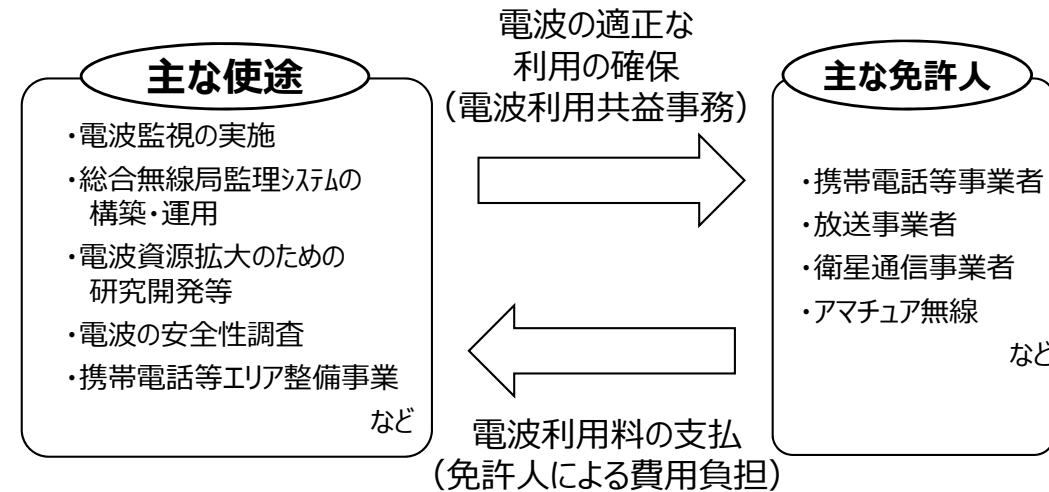 主な使途
・電波監視の実施
・総合無線局監理システムの
構築・運用
・電波資源拡大のための
研究開発等
・電波の安全性調査
・携帯電話等エリア整備事業
など
電波の適正な
利用の確保
（電波利用共益事務）
電波利用料の支払
（免許人による費用負担）
主な免許人
・携帯電話等事業者
・放送事業者
・衛星通信事業者
・アマチュア無線
など